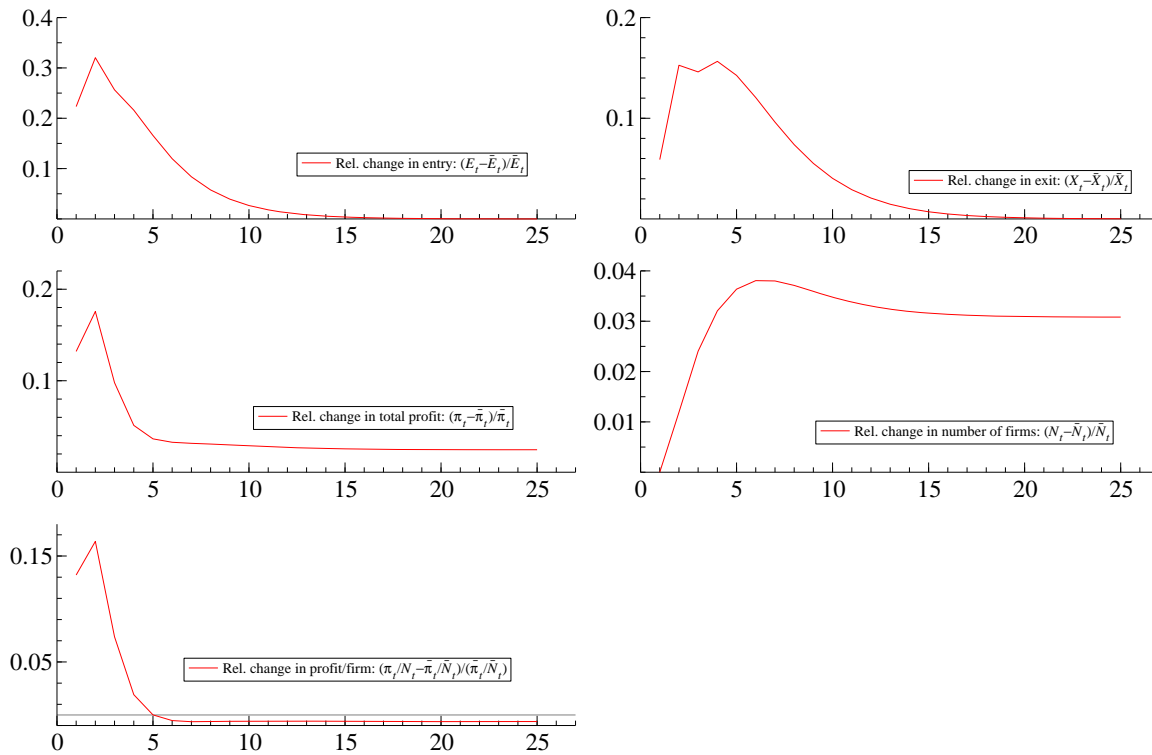 0.4
0.3
0.2
0.1
Rel. change in entry: (E_t−Ē_t)/Ē_t
0 5 10 15 20 25
0.2
0.1
Rel. change in exit: (X_t−X̄_t)/X̄_t
0 5 10 15 20 25
0.2
0.1
Rel. change in total profit: (π_t−π̄_t)/π̄_t
0 5 10 15 20 25
0.04
0.03
0.02
0.01
Rel. change in number of firms: (N_t−N̄_t)/N̄_t
0 5 10 15 20 25
0.15
0.05
Rel. change in profit/firm: (π_t/N_t−π̄_t/N̄_t)/(π̄_t/N̄_t)
0 5 10 15 20 25